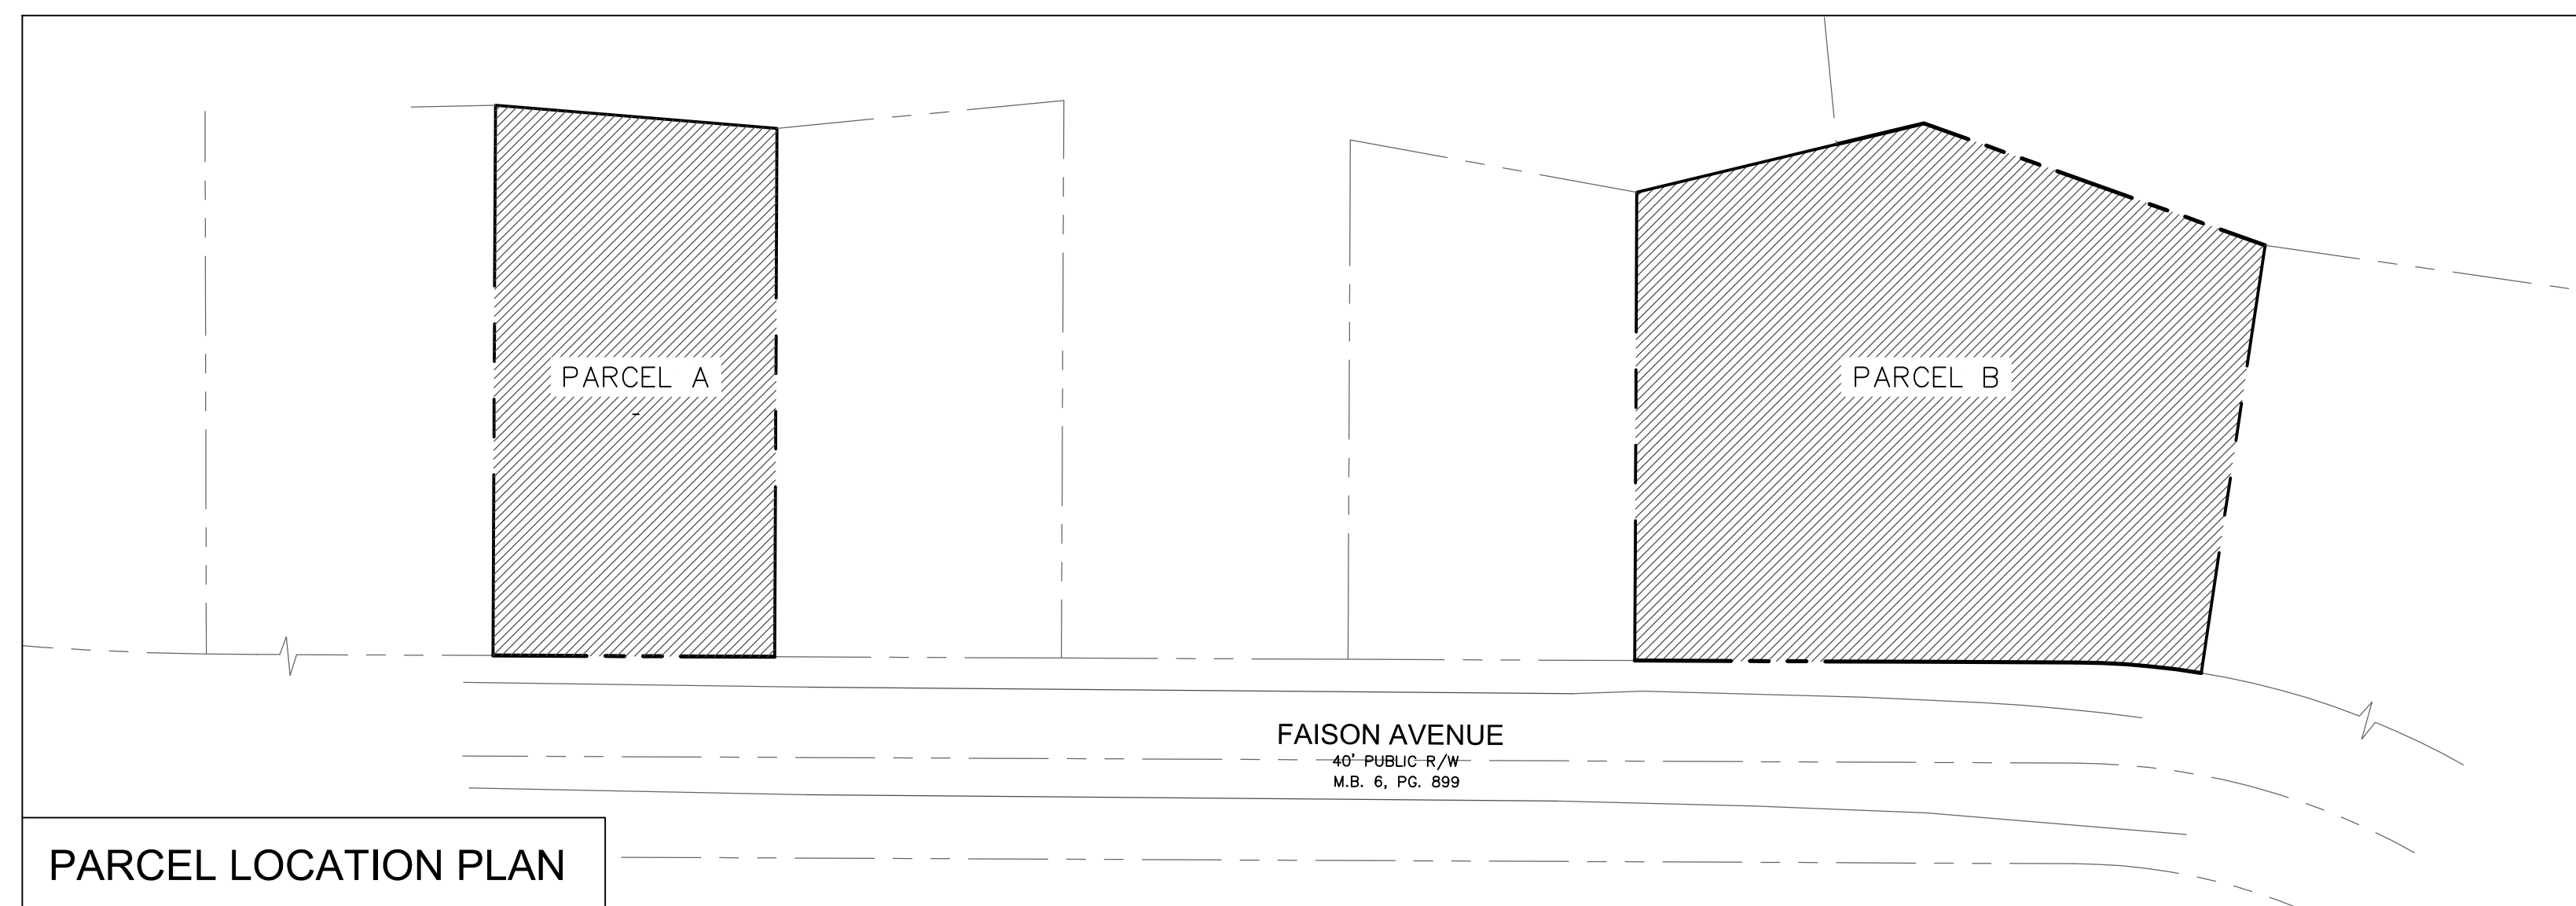 PARCEL A
-
PARCEL B
FAISON AVENUE
40' PUBLIC R/W
M.B. 6, PG. 899
PARCEL LOCATION PLAN